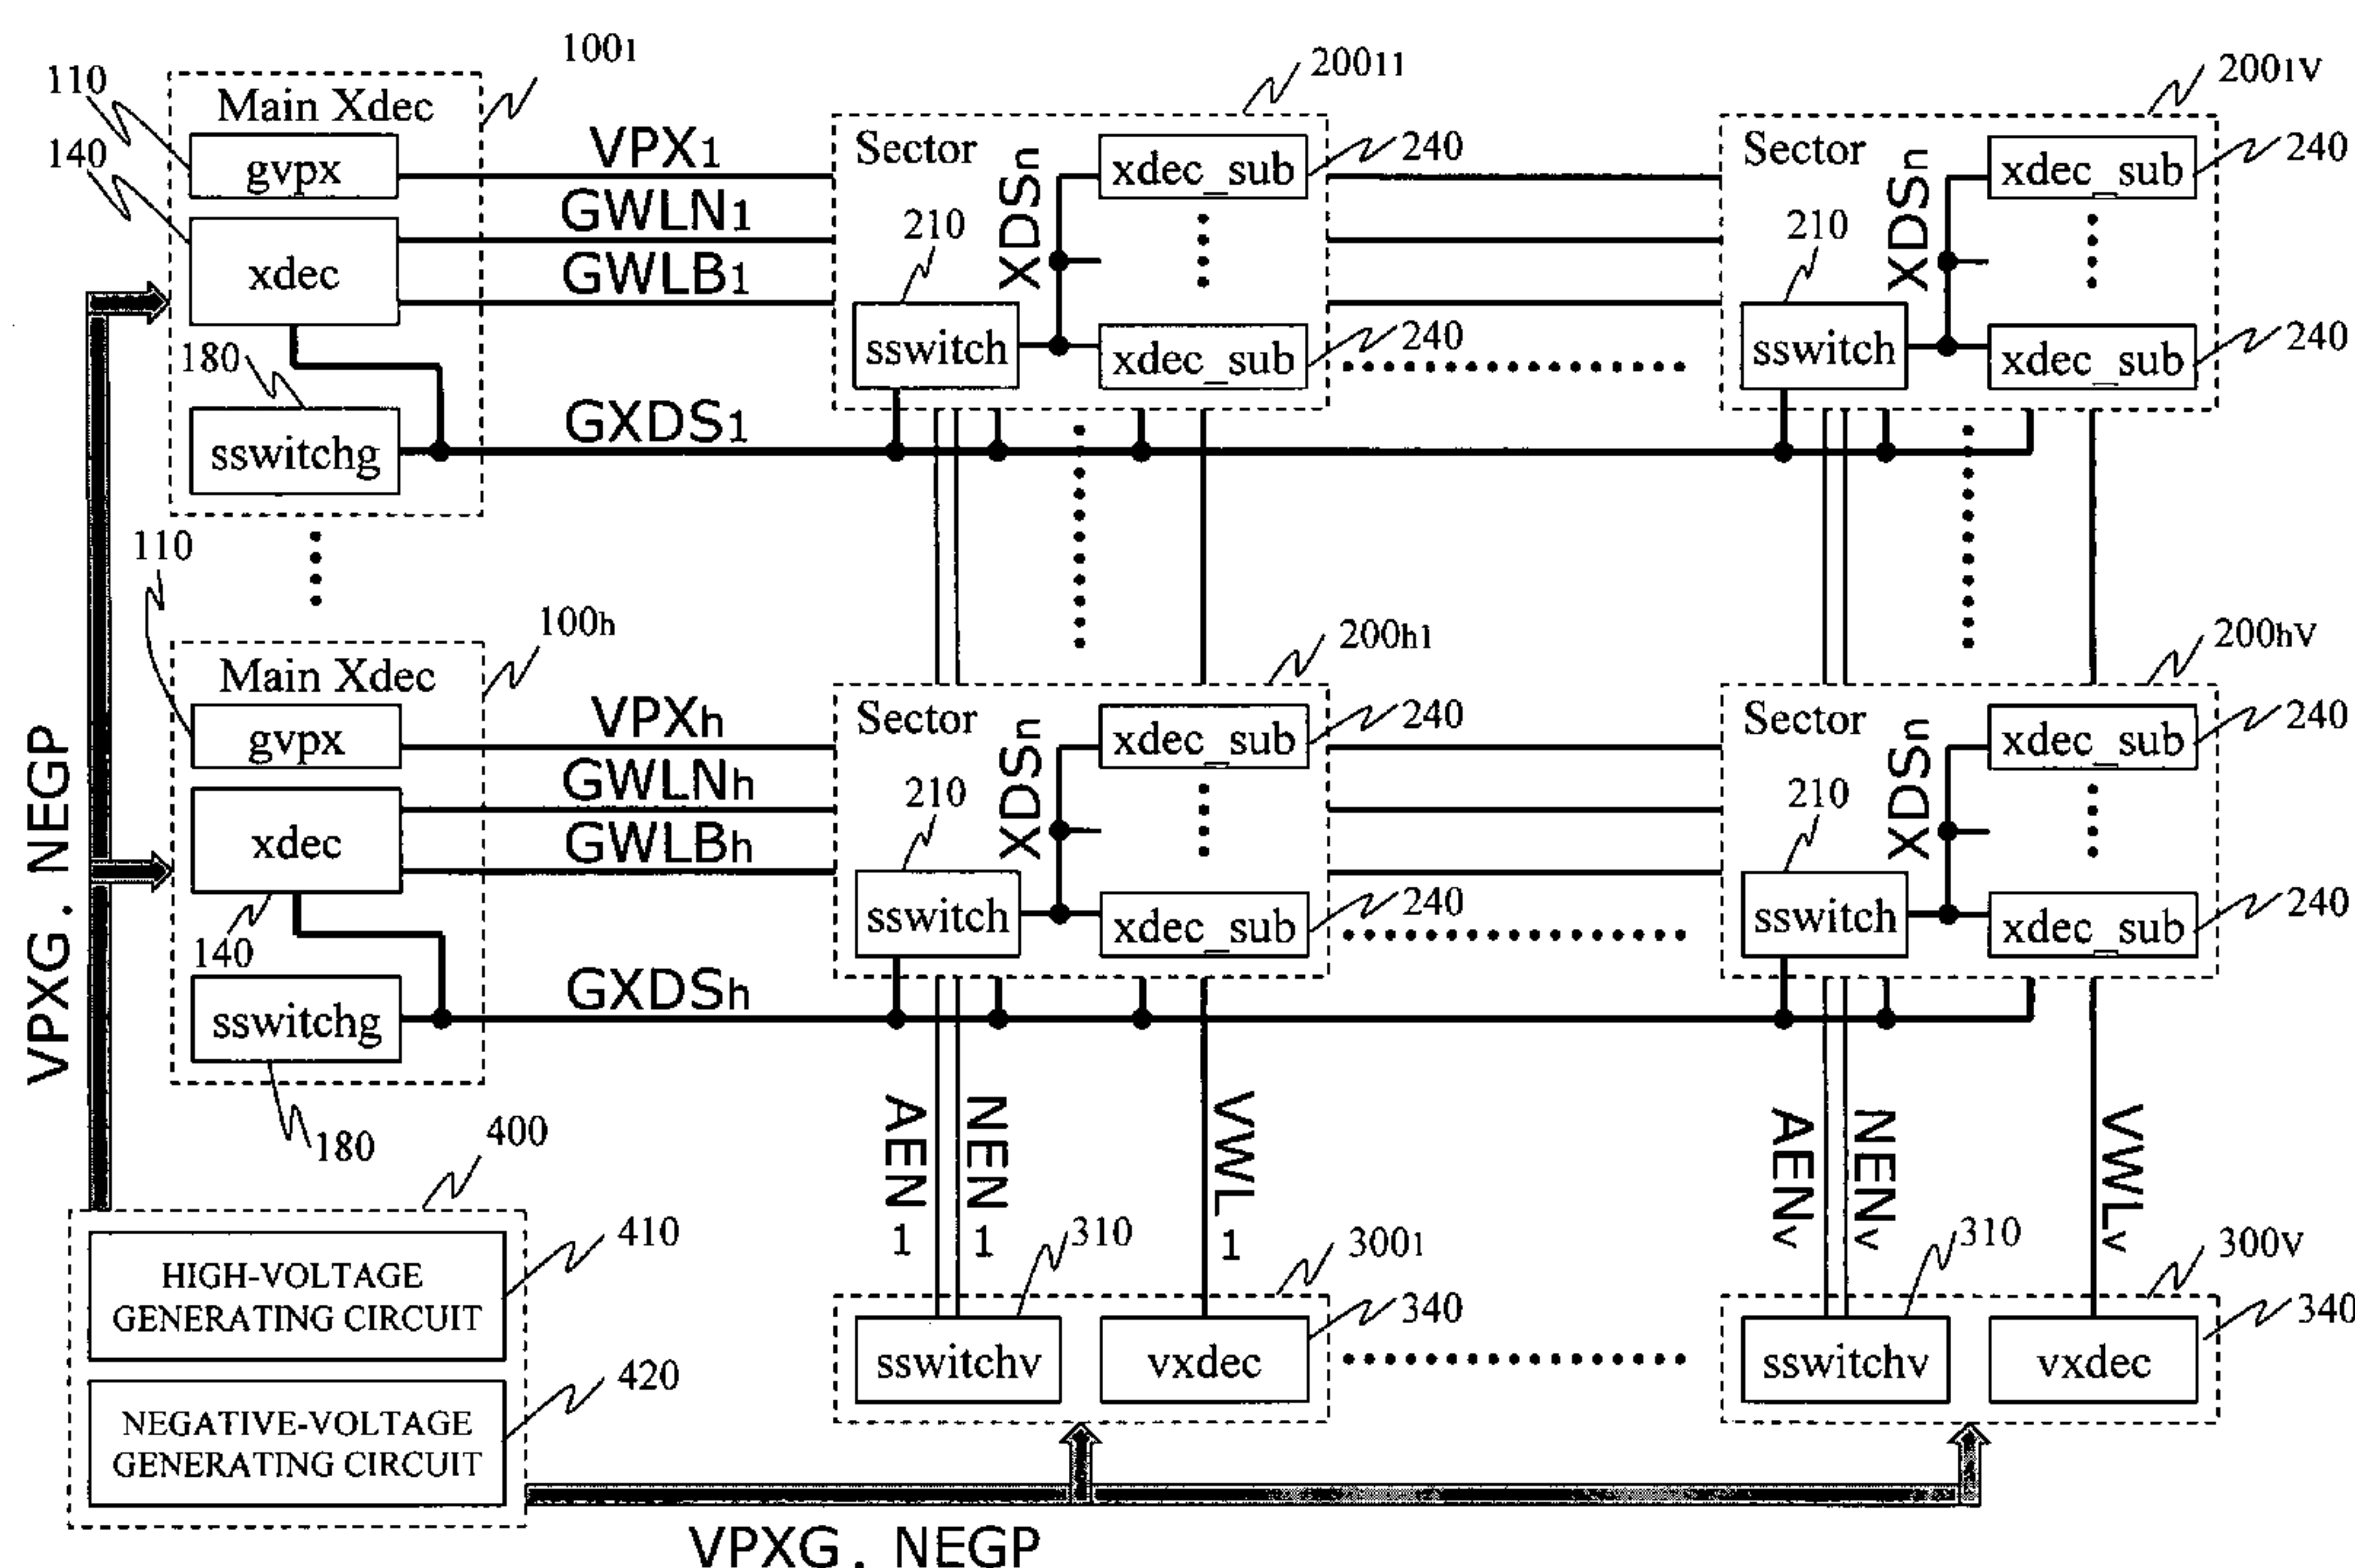 110
Main Xdec
1001
140
gvpx
VPX1
GWLN1
xdec
GWLB1
180
sswitchg
GXDS1
20011
Sector
XDSn
xdec_sub
240
210
sswitch
xdec_sub
240
2001V
Sector
XDSn
xdec_sub
240
210
sswitch
xdec_sub
240
110
100h
Main Xdec
gvpx
VPXh
GWLNh
xdec
GWLBh
140
sswitchg
GXDSh
180
200h1
Sector
XDSn
xdec_sub
240
210
sswitch
xdec_sub
240
200hV
Sector
XDSn
xdec_sub
240
210
sswitch
xdec_sub
240
VPXG. NEGP
400
HIGH-VOLTAGE
GENERATING CIRCUIT
410
NEGATIVE-VOLTAGE
GENERATING CIRCUIT
420
AEN1
NEN1
VWL1
310
3001
sswitchv
vxdec
340
AENv
NENv
VWLv
310
300V
sswitchv
vxdec
340
VPXG. NEGP